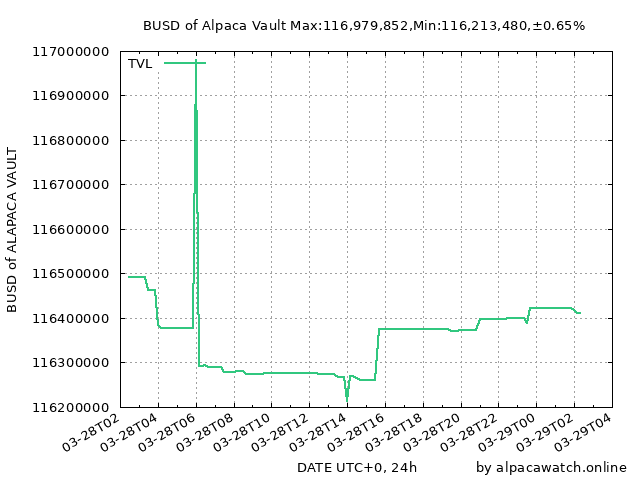 BUSD of Alpaca Vault Max:116,979,852,Min:116,213,480,±0.65%
117000000
TVL
116900000
116800000
116700000
116600000
116500000
116400000
116300000
116200000
BUSD of ALAPACA VAULT
03-28T02
03-28T04
03-28T06
03-28T08
03-28T10
03-28T12
03-28T14
03-28T16
03-28T18
03-28T20
03-28T22
03-29T00
03-29T02
03-29T04
DATE UTC+0, 24h
by alpacawatch.online